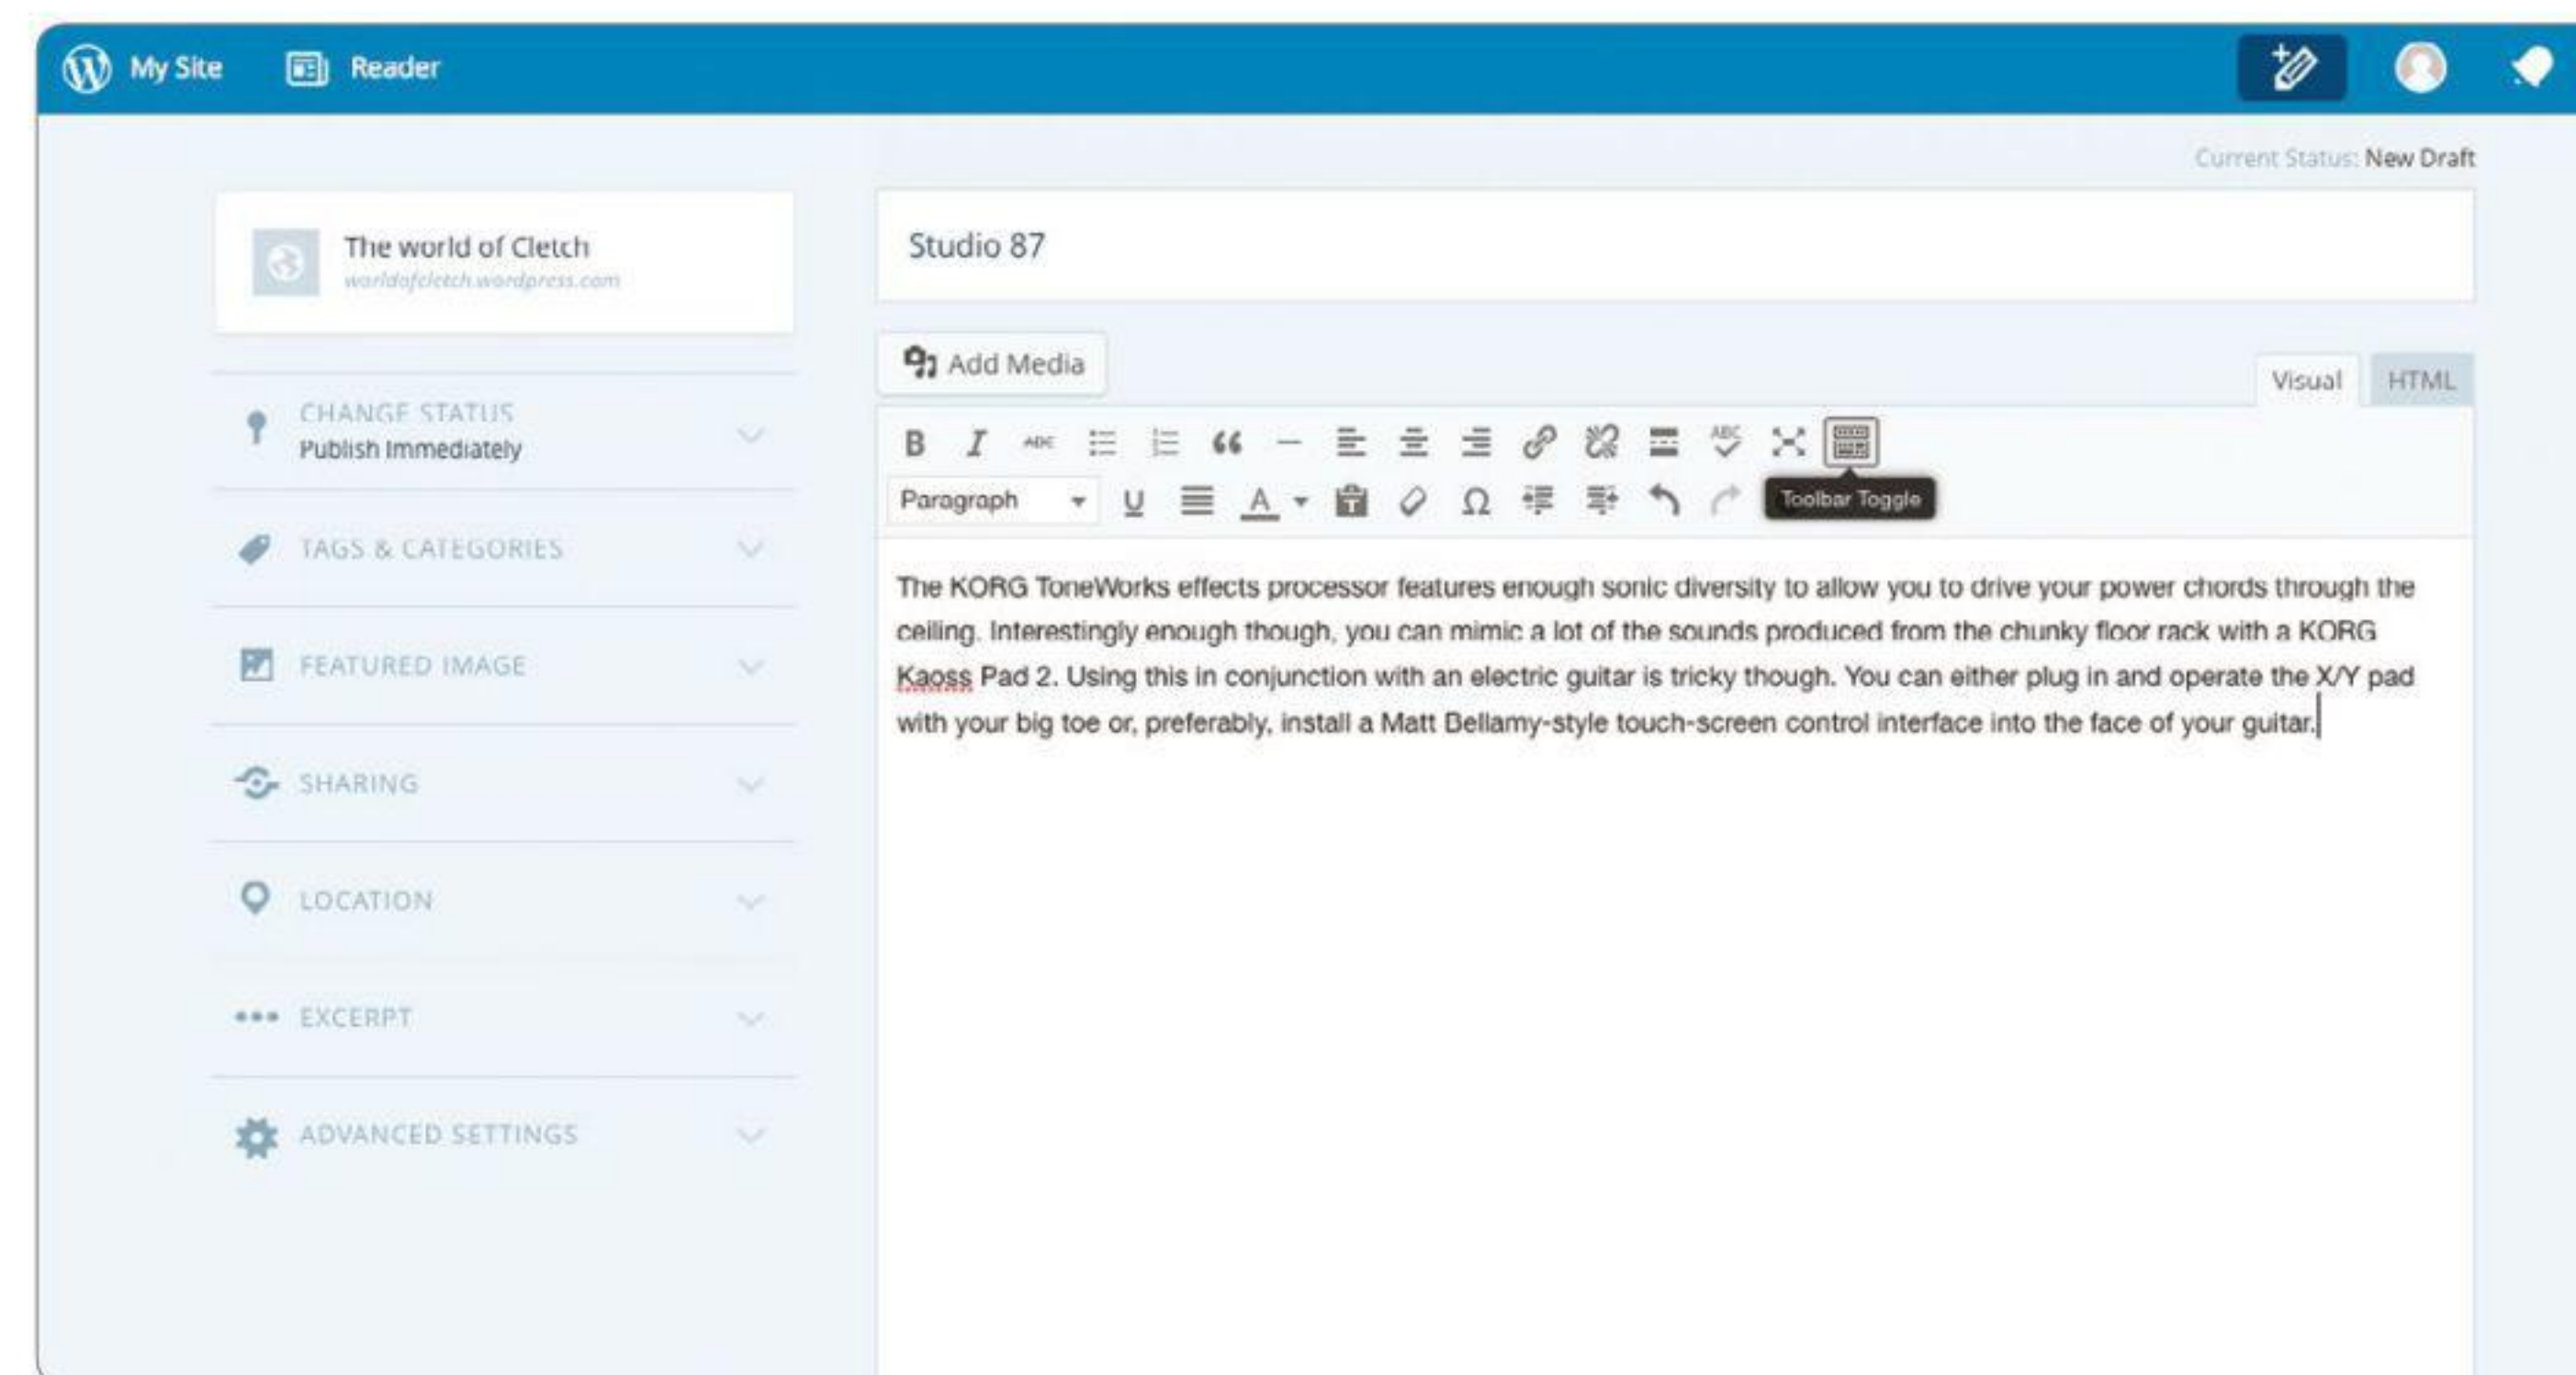 My Site
Reader
Current Status: New Draft
The world of Cletch
worldofcletch.wordpress.com
Studio 87
Add Media
Visual
HTML
CHANGE STATUS
Publish Immediately
B I ABC ABC
Paragraph
U A T Ω
Toolbar Toggle
TAGS & CATEGORIES
The KORG ToneWorks effects processor features enough sonic diversity to allow you to drive your power chords through the
ceiling. Interestingly enough though, you can mimic a lot of the sounds produced from the chunky floor rack with a KORG
Kaoss Pad 2. Using this in conjunction with an electric guitar is tricky though. You can either plug in and operate the X/Y pad
with your big toe or, preferably, install a Matt Bellamy-style touch-screen control interface into the face of your guitar.
FEATURED IMAGE
SHARING
LOCATION
EXCERPT
ADVANCED SETTINGS